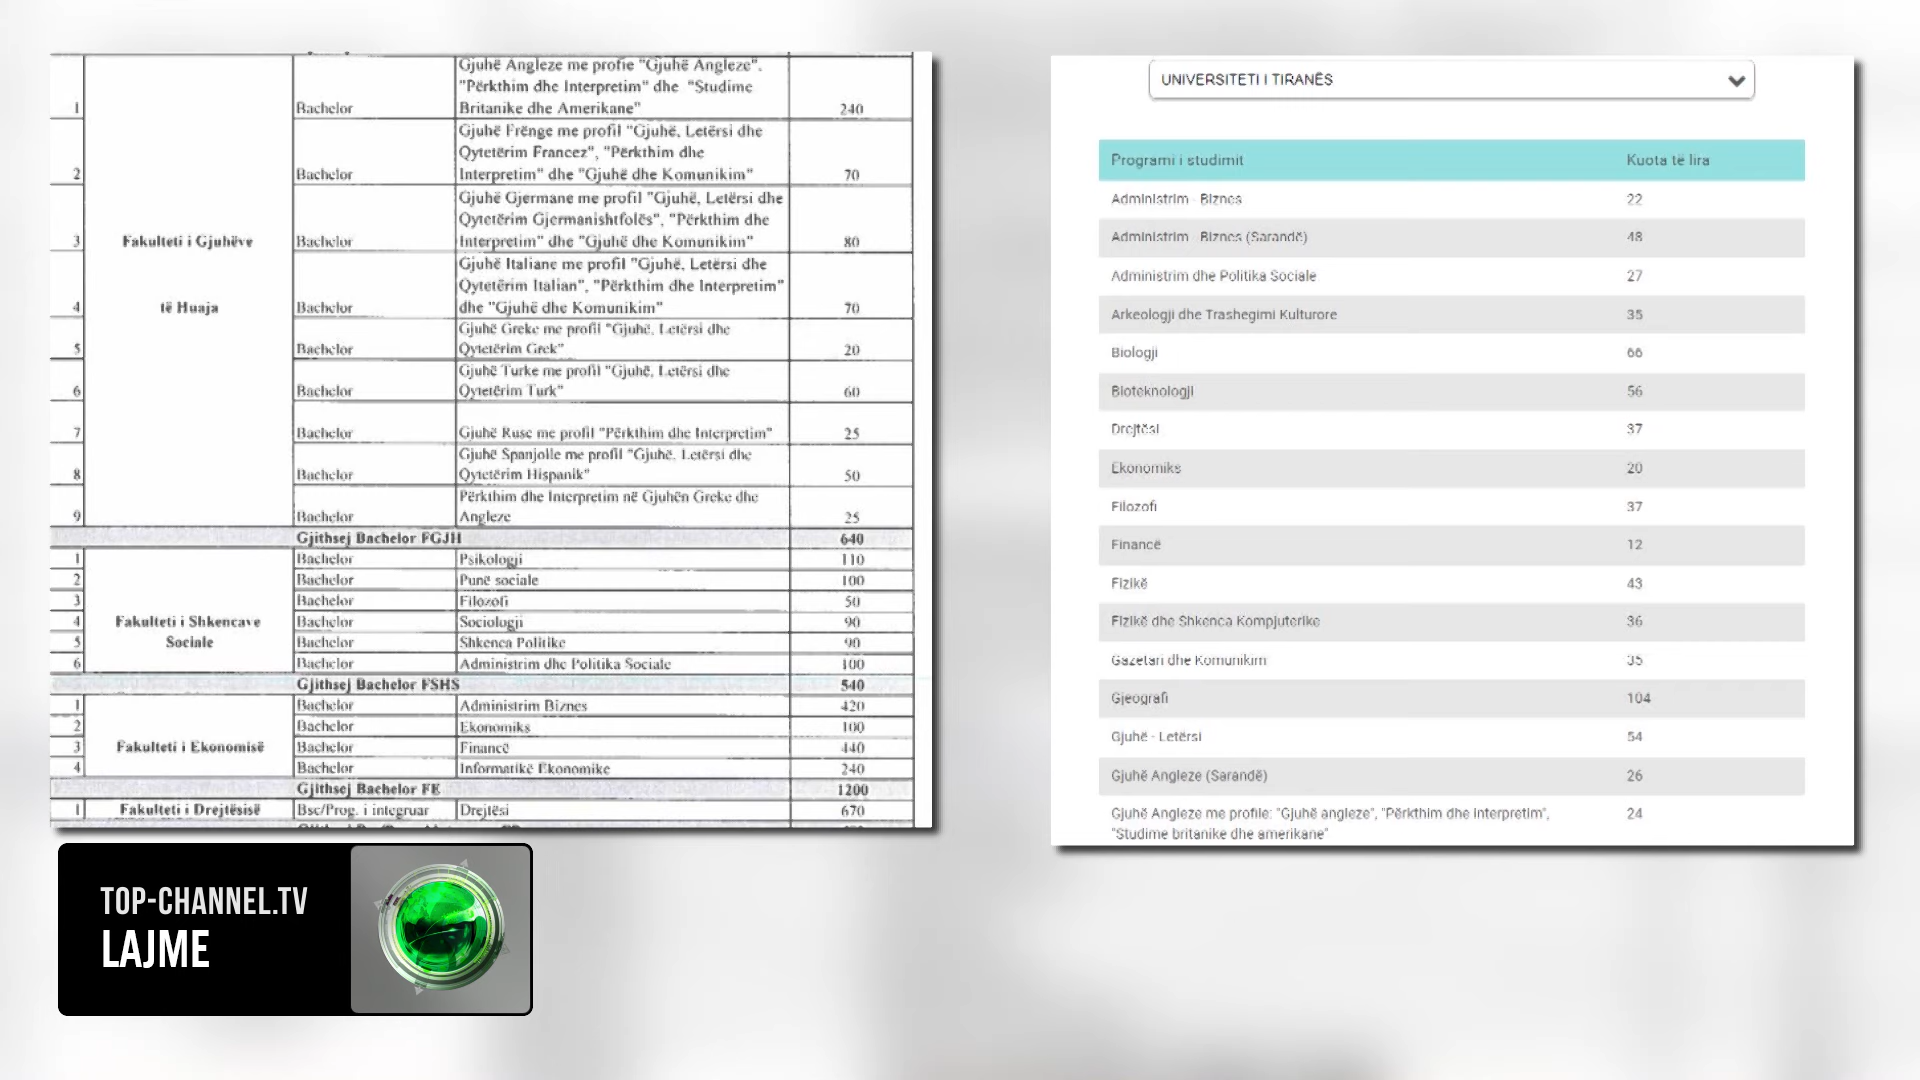 1 Bachelor Gjuhë Angleze me profie "Gjuhë Angleze", 240
"Përkthim dhe Interpretim" dhe "Studime
Britanike dhe Amerikane"
2 Bachelor Gjuhë Frënge me profil "Gjuhë, Letërsi dhe 70
Qytetërim Francez", "Përkthim dhe
Interpretim" dhe "Gjuhë dhe Komunikim"
3 Fakulteti i Gjuhëve Bachelor Gjuhë Gjermane me profil "Gjuhë, Letërsi dhe 80
Qytetërim Gjermanishtfolës", "Përkthim dhe
Interpretim" dhe "Gjuhë dhe Komunikim"
4 të Huaja Bachelor Gjuhë Italiane me profil "Gjuhë, Letërsi dhe 70
Qytetërim Italian", "Përkthim dhe Interpretim"
dhe "Gjuhë dhe Komunikim"
5 Bachelor Gjuhë Greke me profil "Gjuhë, Letërsi dhe 20
Qytetërim Grek"
6 Bachelor Gjuhë Turke me profil "Gjuhë, Letërsi dhe 60
Qytetërim Turk"
7 Bachelor Gjuhë Ruse me profil "Përkthim dhe Interpretim" 25
8 Bachelor Gjuhë Spanjolle me profil "Gjuhë, Letërsi dhe 50
Qytetërim Hispanik"
9 Bachelor Përkthim dhe Interpretim në Gjuhën Greke dhe 25
Angleze
Gjithsej Bachelor FGJH 640
1 Bachelor Psikologji 110
2 Bachelor Punë sociale 100
3 Bachelor Filozofi 50
4 Fakulteti i Shkencave Bachelor Sociologji 90
5 Sociale Bachelor Shkenca Politike 90
6 Bachelor Administrim dhe Politika Sociale 100
Gjithsej Bachelor FSHS 540
1 Bachelor Administrim Biznes 420
2 Bachelor Ekonomiks 100
3 Fakulteti i Ekonomisë Bachelor Financë 440
4 Bachelor Informatikë Ekonomike 240
Gjithsej Bachelor FE 1200
1 Fakulteti i Drejtësisë Bsc/Prog. i integruar Drejtësi 670
UNIVERSITETI I TIRANËS
Programi i studimit Kuota të lira
Administrim - Biznes 22
Administrim - Biznes (Sarandë) 48
Administrim dhe Politika Sociale 27
Arkeologji dhe Trashegimi Kulturore 35
Biologji 66
Bioteknologji 56
Drejtësi 37
Ekonomiks 20
Filozofi 37
Financë 12
Fizikë 43
Fizikë dhe Shkenca Kompjuterike 36
Gazetari dhe Komunikim 35
Gjeografi 104
Gjuhë - Letërsi 54
Gjuhë Angleze (Sarandë) 26
Gjuhë Angleze me profile: "Gjuhë angleze", "Përkthim dhe interpretim", 24
"Studime britanike dhe amerikane"
TOP-CHANNEL.TV
LAJME